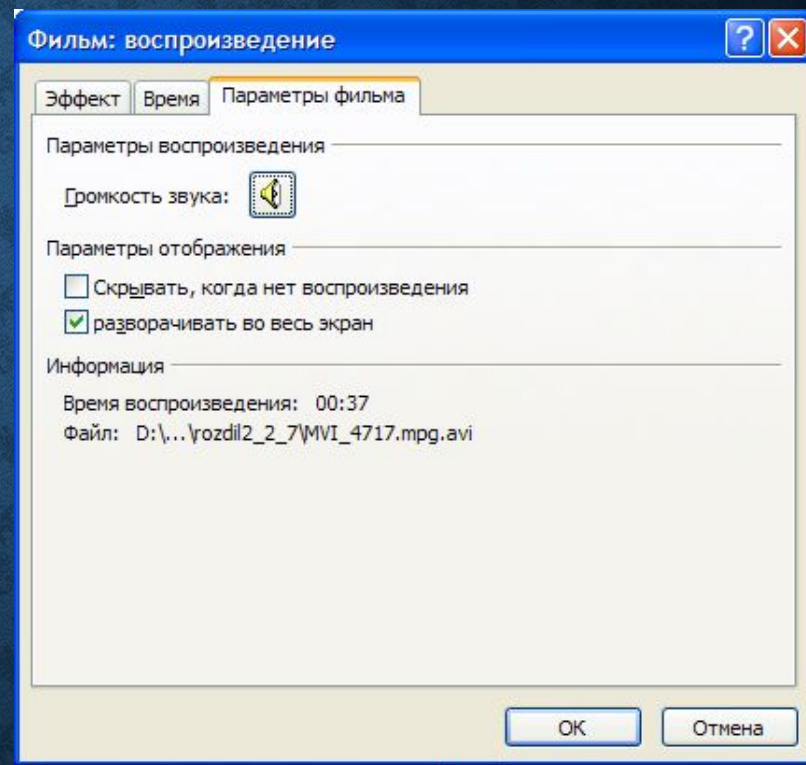 Фильм: воспроизведение
Эффект Время Параметры фильма
Параметры воспроизведения
Громкость звука:
Параметры отображения
Скрывать, когда нет воспроизведения
разворачивать во весь экран
Информация
Время воспроизведения: 00:37
Файл: D:\...\rozdil2_2_7\MVI_4717.mpg.avi
ОК Отмена